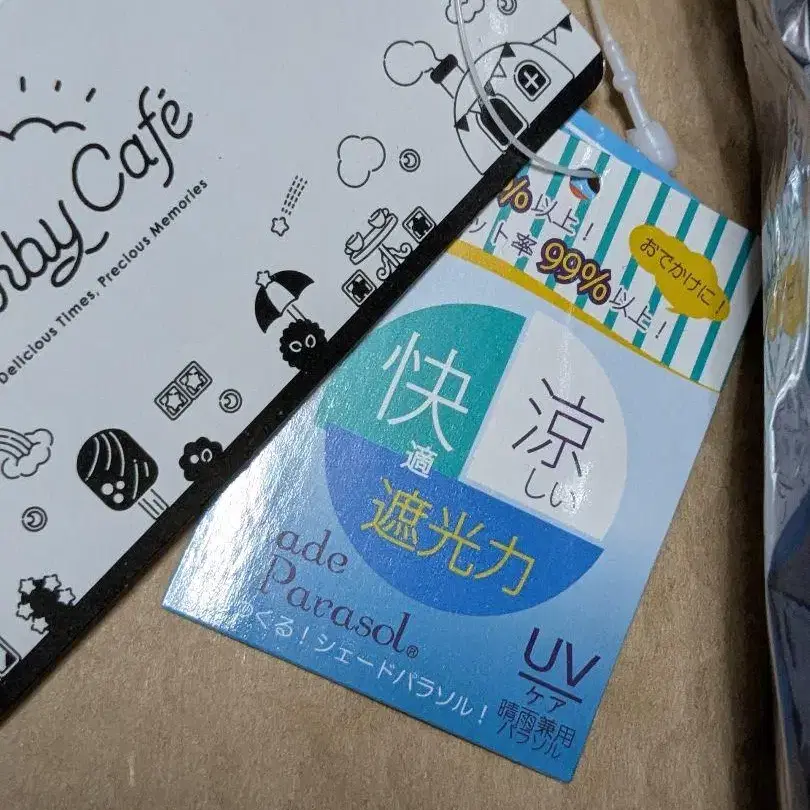 Café
Delicious Times, Precious Memories
%以上!
ット率99%以上!
おでかけに!
快適
涼しい
遮光力
ade
Parasol®
くる!シェードパラソル!
UV
ケア
晴雨兼用
パラソル